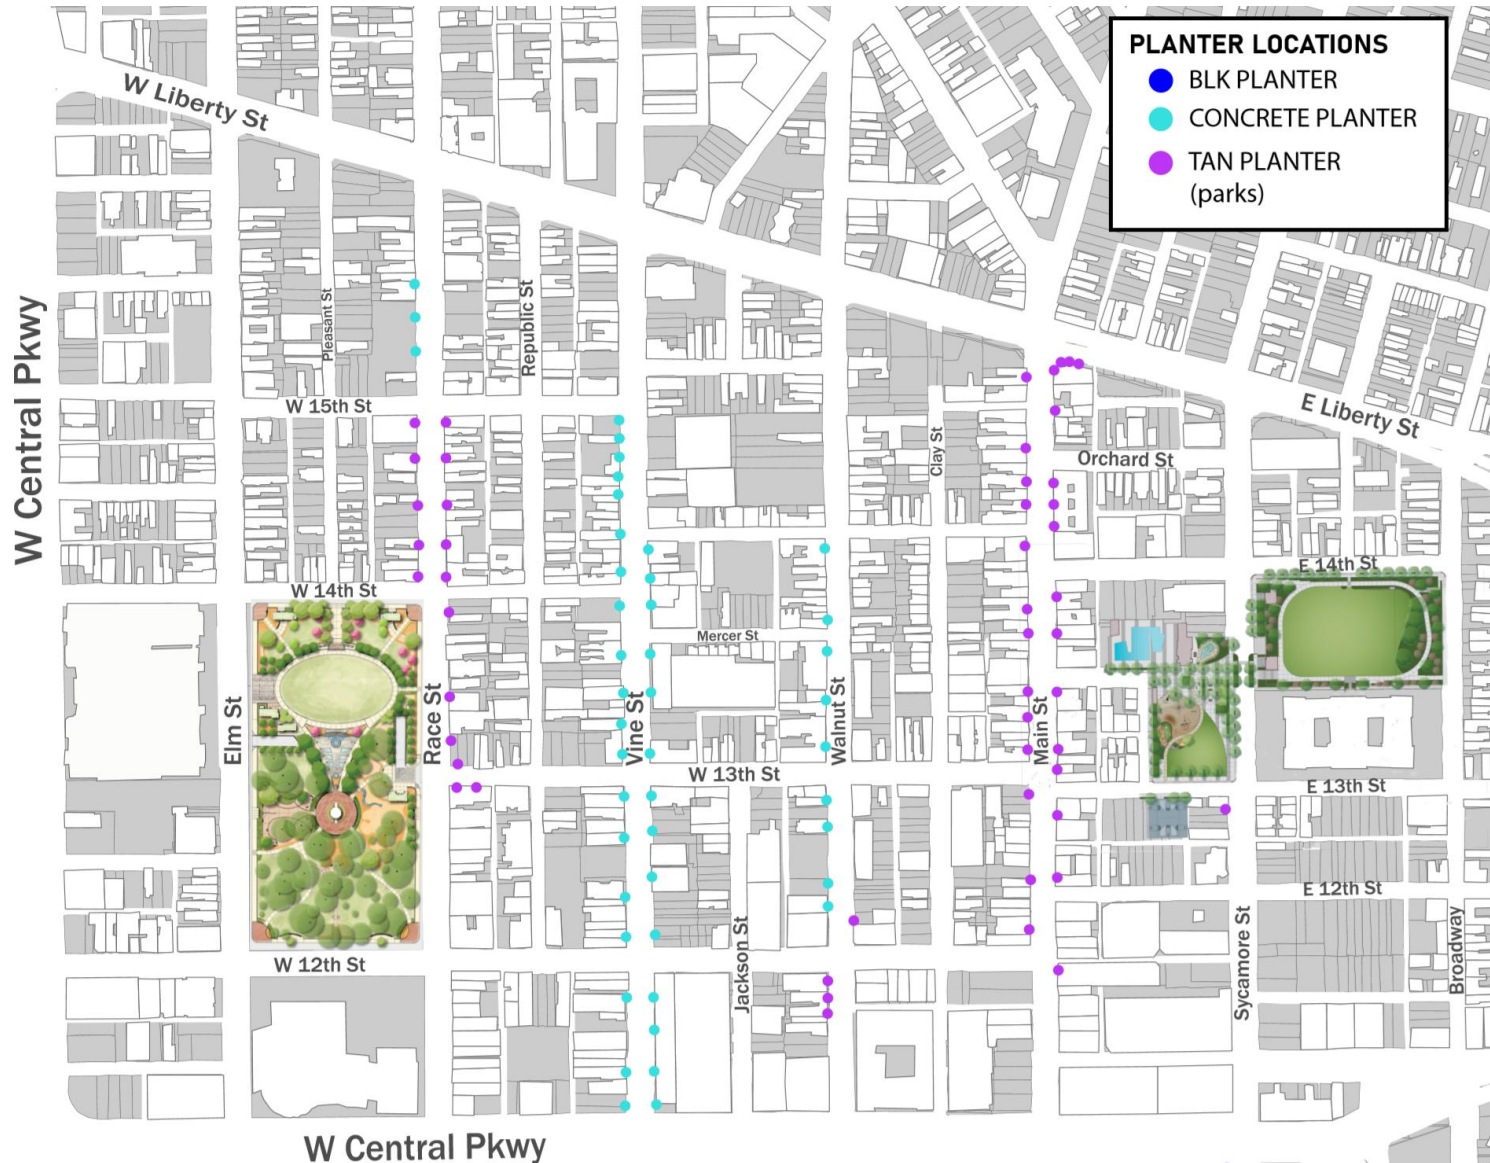 PLANTER LOCATIONS
BLK PLANTER
CONCRETE PLANTER
TAN PLANTER
(parks)
W Liberty St
W Central Pkwy
Pleasant St
Republic St
W 15th St
E Liberty St
Clay St
Orchard St
W 14th St
E 14th St
Mercer St
Elm St
Race St
Vine St
Walnut St
Main St
W 13th St
E 13th St
E 12th St
Jackson St
Sycamore St
Broadway
W 12th St
W Central Pkwy